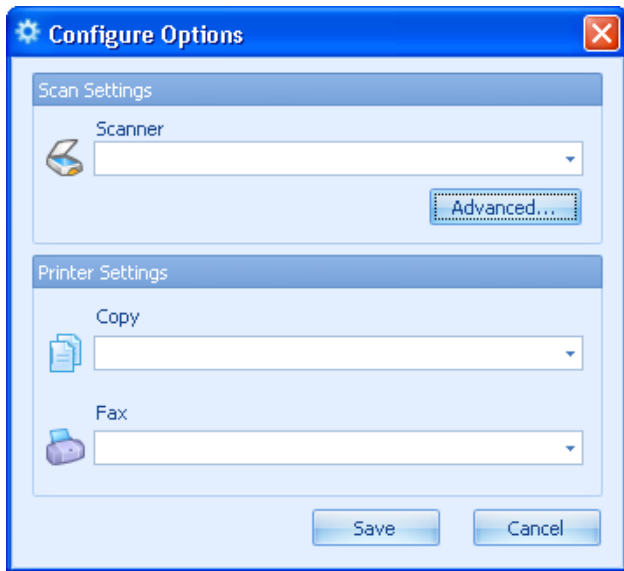 Configure Options
Scan Settings
Scanner
Advanced...
Printer Settings
Copy
Fax
Save
Cancel